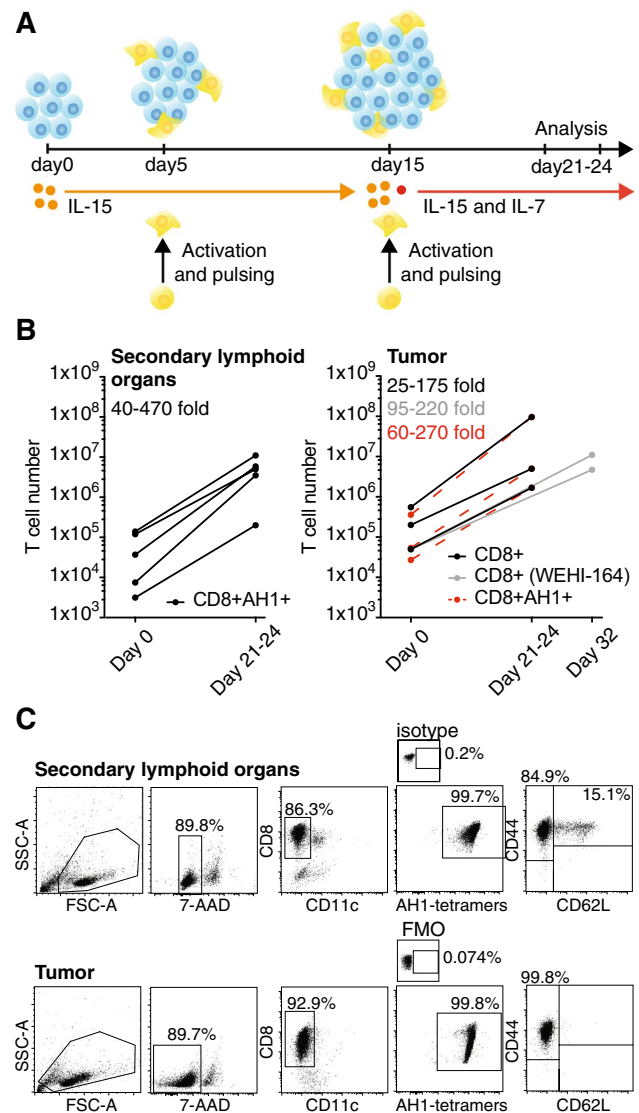 A
Analysis
day0
day5
day15
day21-24
IL-15
IL-15 and IL-7
Activation
and pulsing
Activation
and pulsing
B
Secondary lymphoid
organs
40-470 fold
T cell number
1x10⁹
1x10⁸
1x10⁷
1x10⁶
1x10⁵
1x10⁴
1x10³
CD8+AH1+
Day 0
Day 21-24
Tumor
25-175 fold
95-220 fold
60-270 fold
T cell number
1x10⁹
1x10⁸
1x10⁷
1x10⁶
1x10⁵
1x10⁴
1x10³
CD8+
CD8+ (WEHI-164)
CD8+AH1+
Day 0
Day 21-24
Day 32
C
isotype
0.2%
Secondary lymphoid organs
SSC-A
FSC-A
89.8%
7-AAD
86.3%
CD8
CD11c
99.7%
AH1-tetramers
84.9%
15.1%
CD44
CD62L
FMO
0.074%
Tumor
SSC-A
FSC-A
89.7%
7-AAD
92.9%
CD8
CD11c
99.8%
AH1-tetramers
99.8%
CD44
CD62L